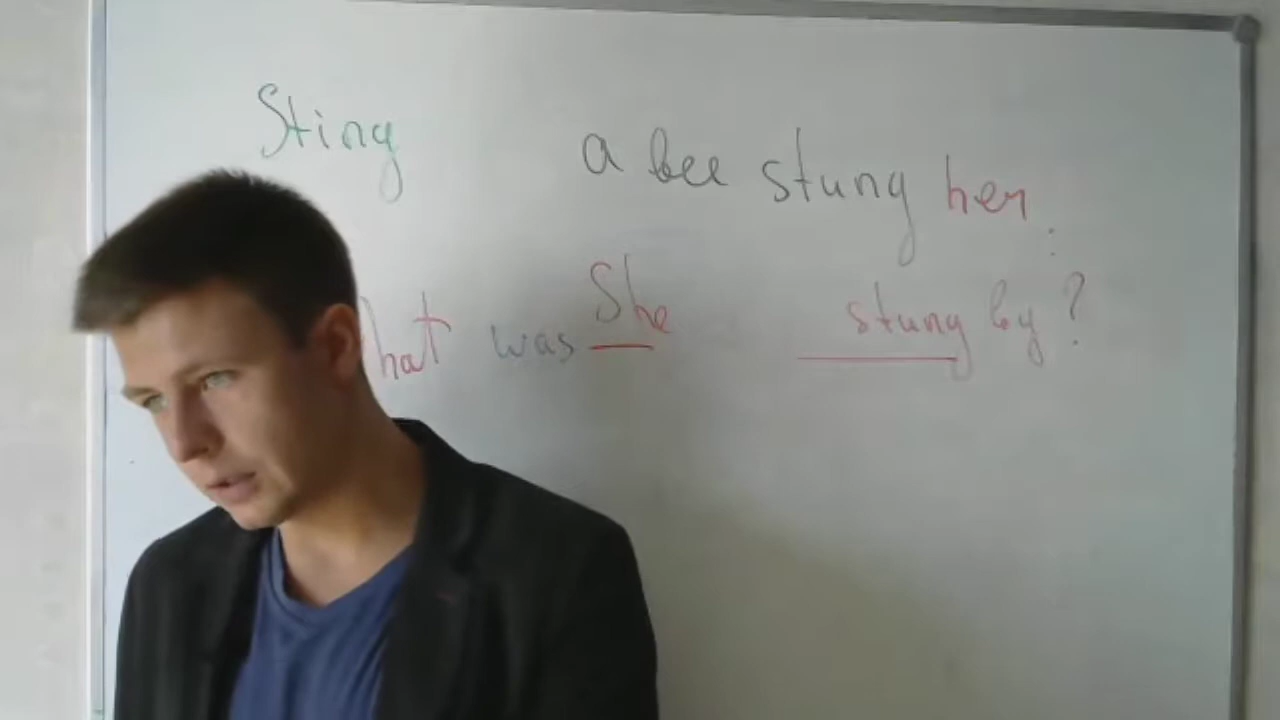 Sting
a bee stung her.
hat was She stung by?